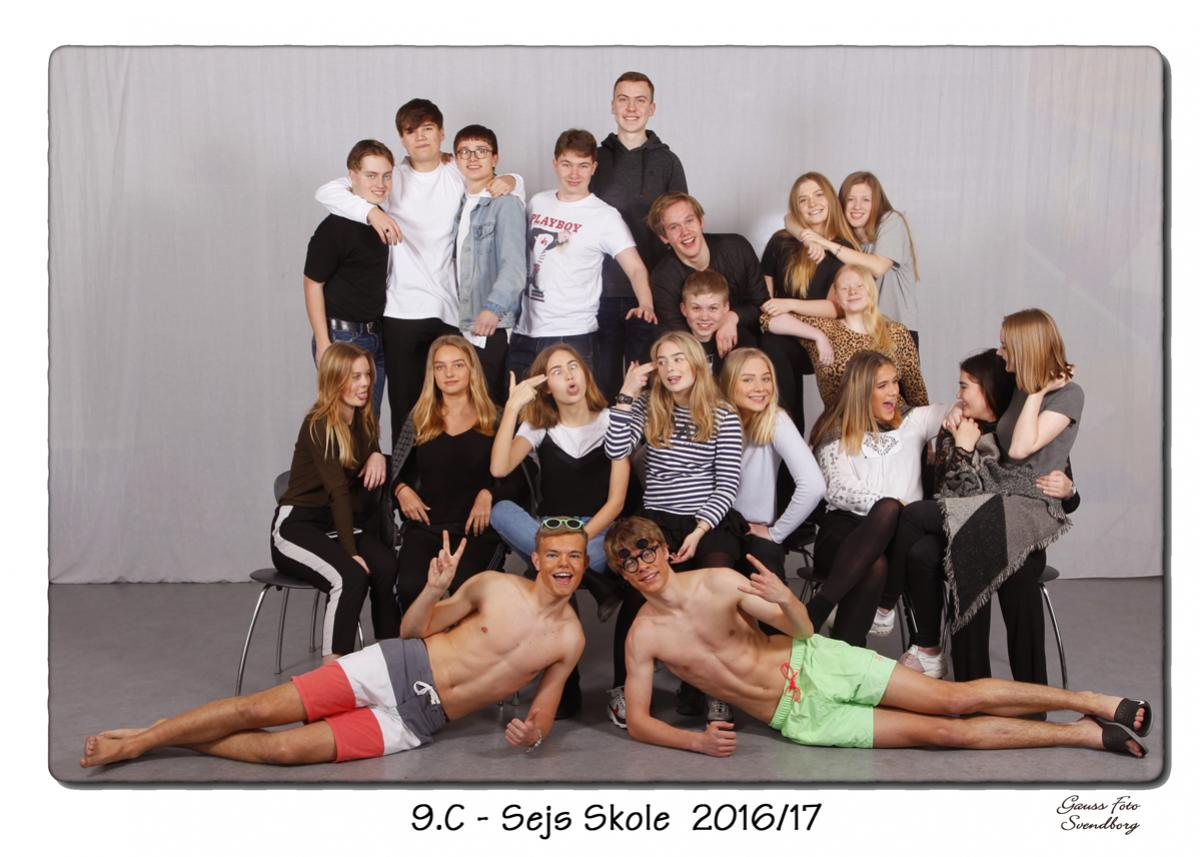 PLAYBOY
9.C - Sejs Skole 2016/17
Gauss Foto
Svendborg